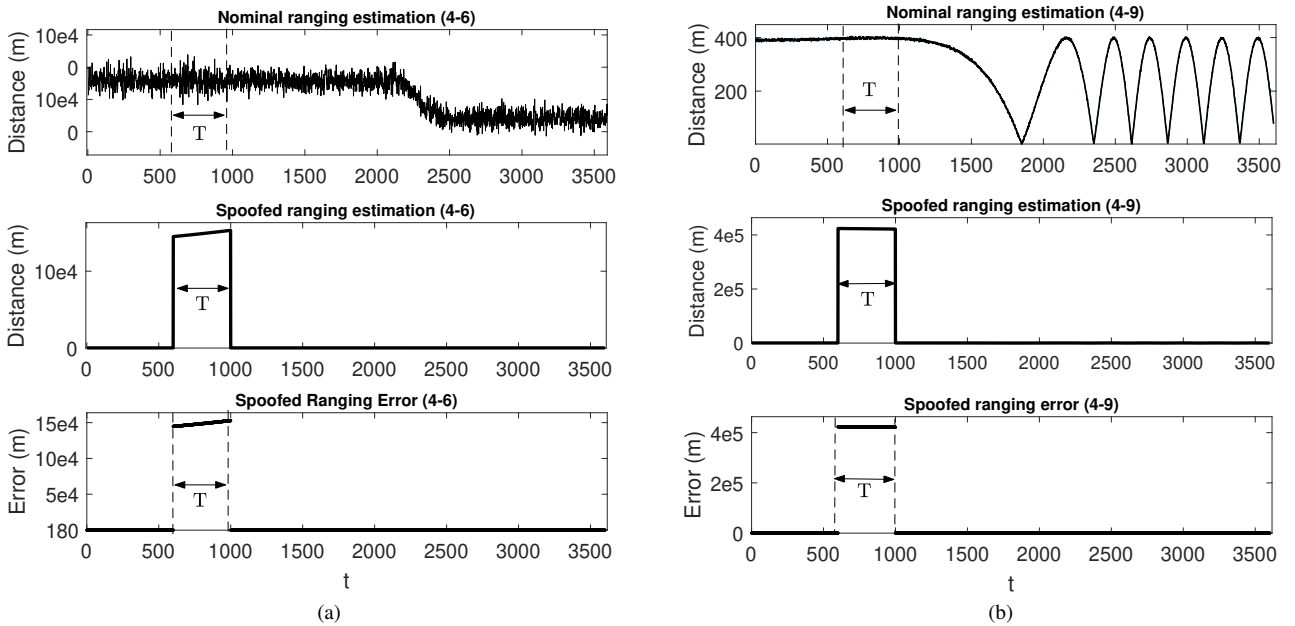 Nominal ranging estimation (4-6)
Distance (m)
10e4
0
10e4
0
T
0 500 1000 1500 2000 2500 3000 3500
Spoofed ranging estimation (4-6)
Distance (m)
10e4
0
T
0 500 1000 1500 2000 2500 3000 3500
Spoofed Ranging Error (4-6)
Error (m)
15e4
10e4
5e4
180
T
0 500 1000 1500 2000 2500 3000 3500
t
(a)
Nominal ranging estimation (4-9)
Distance (m)
400
200
T
0 500 1000 1500 2000 2500 3000 3500
Spoofed ranging estimation (4-9)
Distance (m)
4e5
2e5
0
T
0 500 1000 1500 2000 2500 3000 3500
Spoofed ranging error (4-9)
Error (m)
4e5
2e5
0
T
0 500 1000 1500 2000 2500 3000 3500
t
(b)